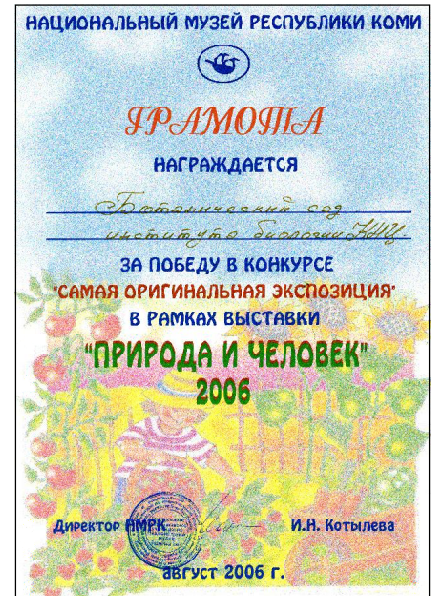 НАЦИОНАЛЬНЫЙ МУЗЕЙ РЕСПУБЛИКИ КОМИ
ГРАМОТА
НАГРАЖДАЕТСЯ
Ботанический сад
института биологии КНЦ
ЗА ПОБЕДУ В КОНКУРСЕ
"САМАЯ ОРИГИНАЛЬНАЯ ЭКСПОЗИЦИЯ"
В РАМКАХ ВЫСТАВКИ
"ПРИРОДА И ЧЕЛОВЕК"
2006
Директор НМРК И.Н. Котылева
август 2006 г.